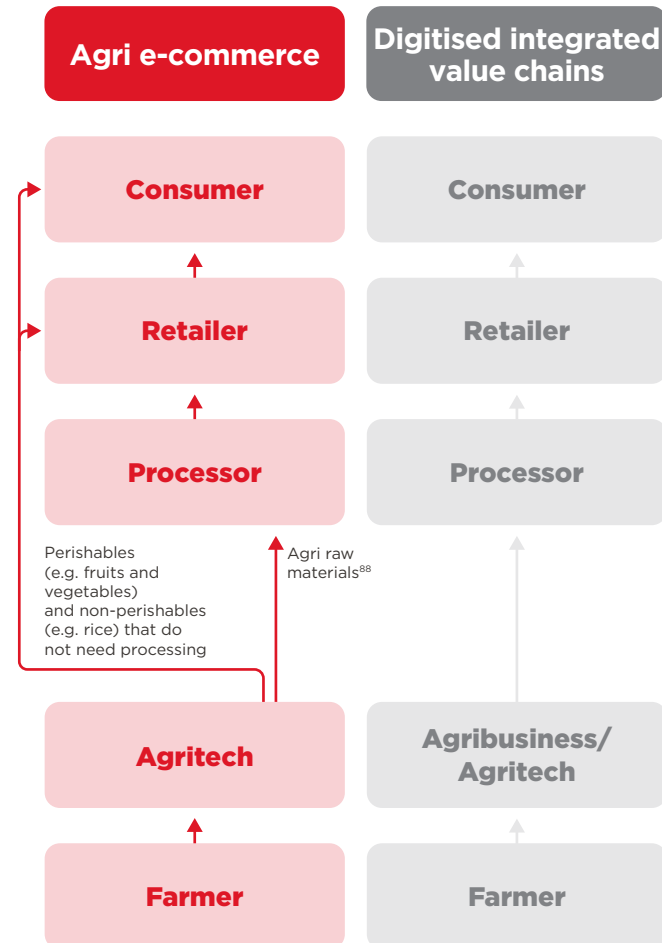 Agri e-commerce
Digitised integrated
value chains
Consumer
Consumer
Retailer
Retailer
Processor
Processor
Perishables
(e.g. fruits and
vegetables)
and non-perishables
(e.g. rice) that do
not need processing
Agri raw
materials⁸⁸
Agritech
Agribusiness/
Agritech
Farmer
Farmer